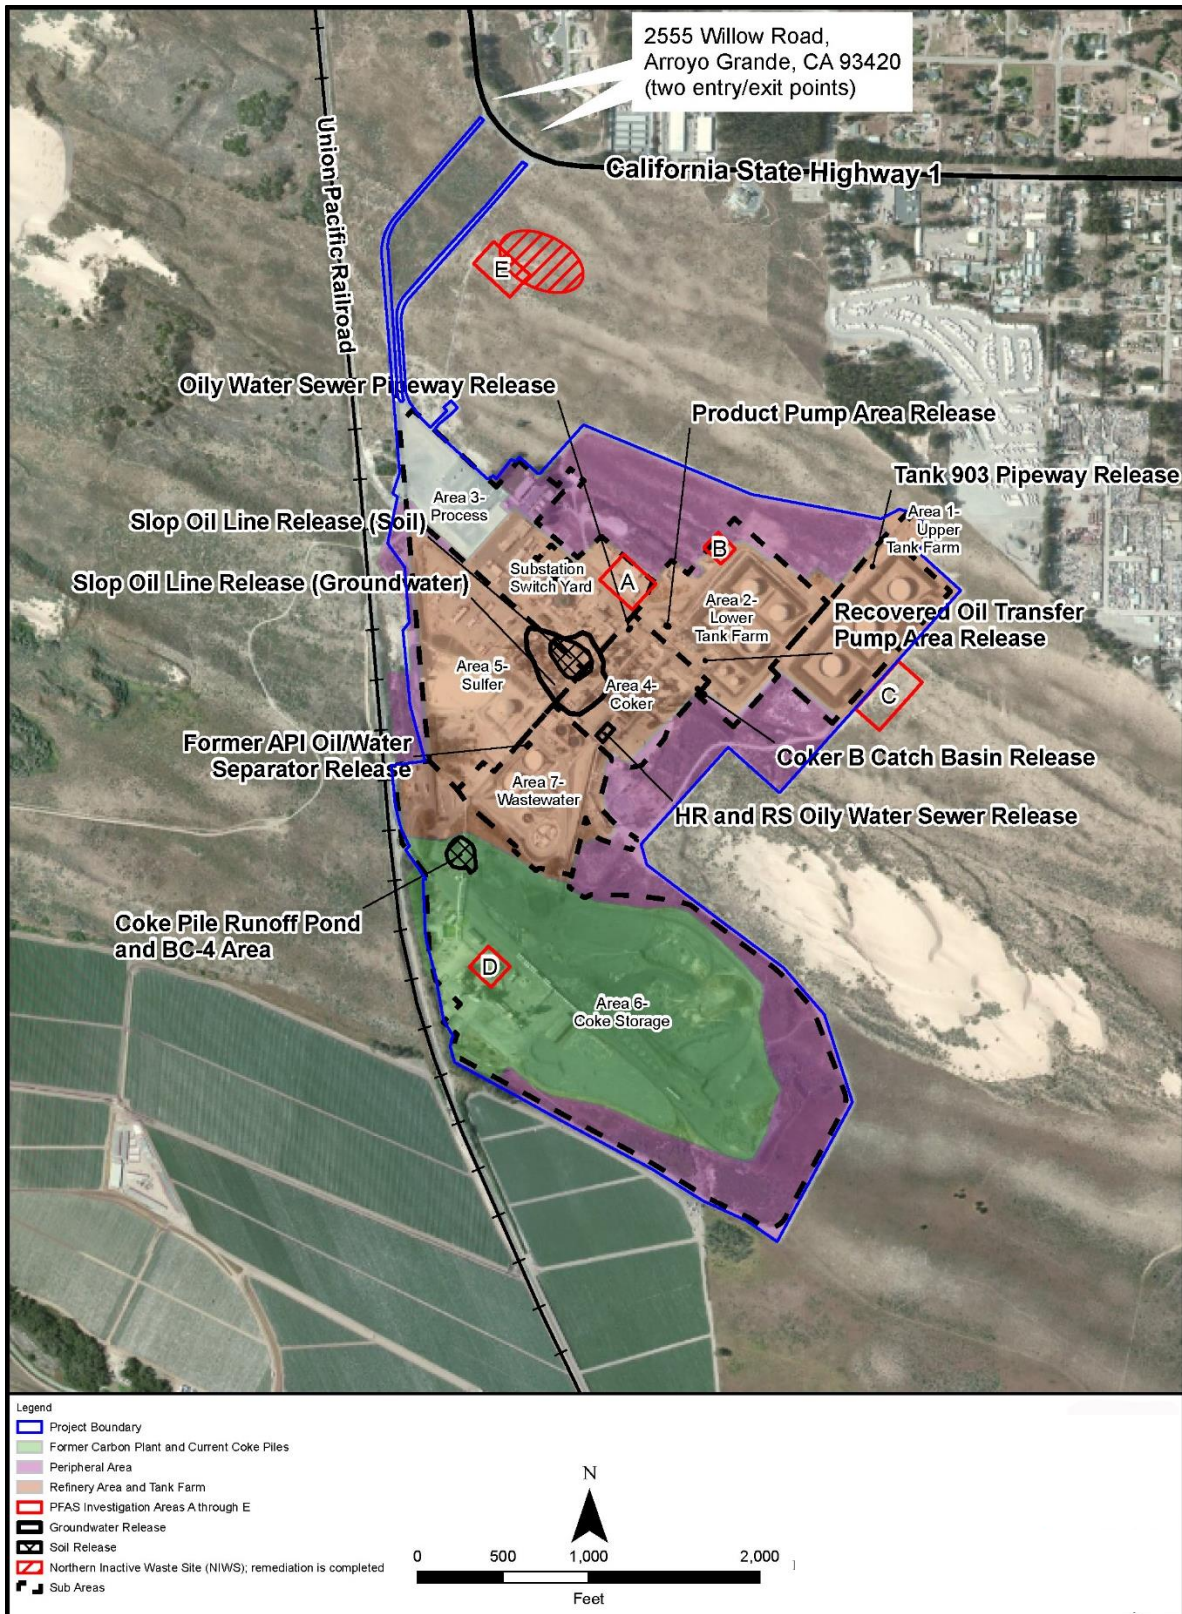 2555 Willow Road,
Arroyo Grande, CA 93420
(two entry/exit points)
Union Pacific Railroad
California State Highway 1
E
Oily Water Sewer Pipeway Release
Product Pump Area Release
Tank 903 Pipeway Release
Area 3-
Process
Area 1-
Upper
Tank Farm
Slop Oil Line Release (Soil)
B
Substation
Switch Yard
A
Slop Oil Line Release (Groundwater)
Area 2-
Lower
Tank Farm
Recovered Oil Transfer
Pump Area Release
Area 5-
Sulfer
Area 4-
Coker
C
Former API Oil/Water
Separator Release
Coker B Catch Basin Release
Area 7-
Wastewater
HR and RS Oily Water Sewer Release
Coke Pile Runoff Pond
and BC-4 Area
D
Area 6-
Coke Storage
Legend
Project Boundary
Former Carbon Plant and Current Coke Piles
Peripheral Area
Refinery Area and Tank Farm
PFAS Investigation Areas A through E
Groundwater Release
Soil Release
Northern Inactive Waste Site (NIWS); remediation is completed
Sub Areas
N
0 500 1,000 2,000
Feet